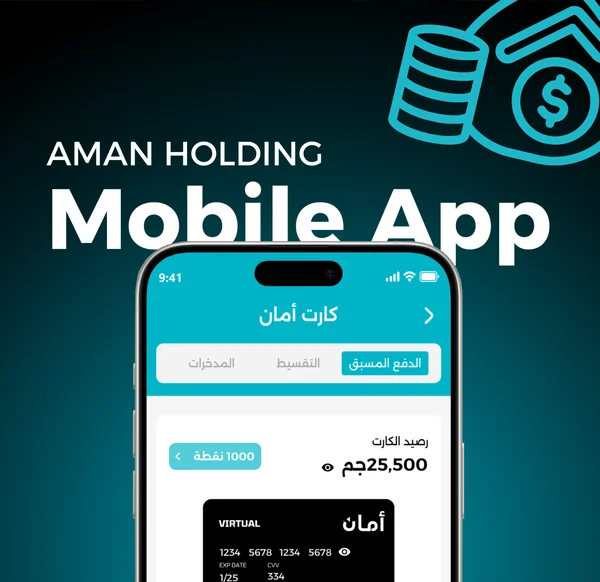 AMAN HOLDING
Mobile App
9:41
كارت أمان
الدفع المسبق التقسيط المدخرات
رصيد الكارت
25,500جم
1000 نقطة
أمان
VIRTUAL
1234 5678 1234 5678
EXP DATE CVV
1/25 334
$